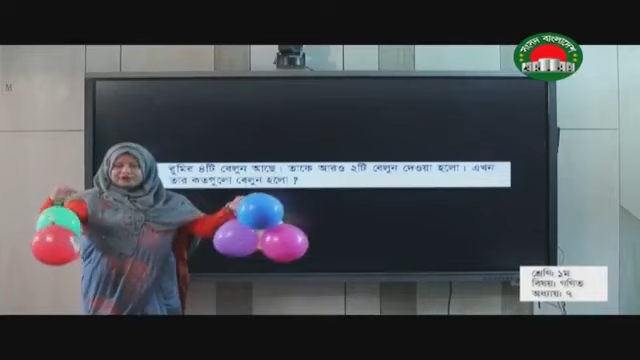 সংসদ বাংলাদেশ
রুমির ৪টি বেলুন আছে। তাকে আরও ২টি বেলুন দেওয়া হলো। এখন
তার কতগুলো বেলুন হলো ?
শ্রেণি: ১ম
বিষয়: গণিত
অধ্যায়: ৭